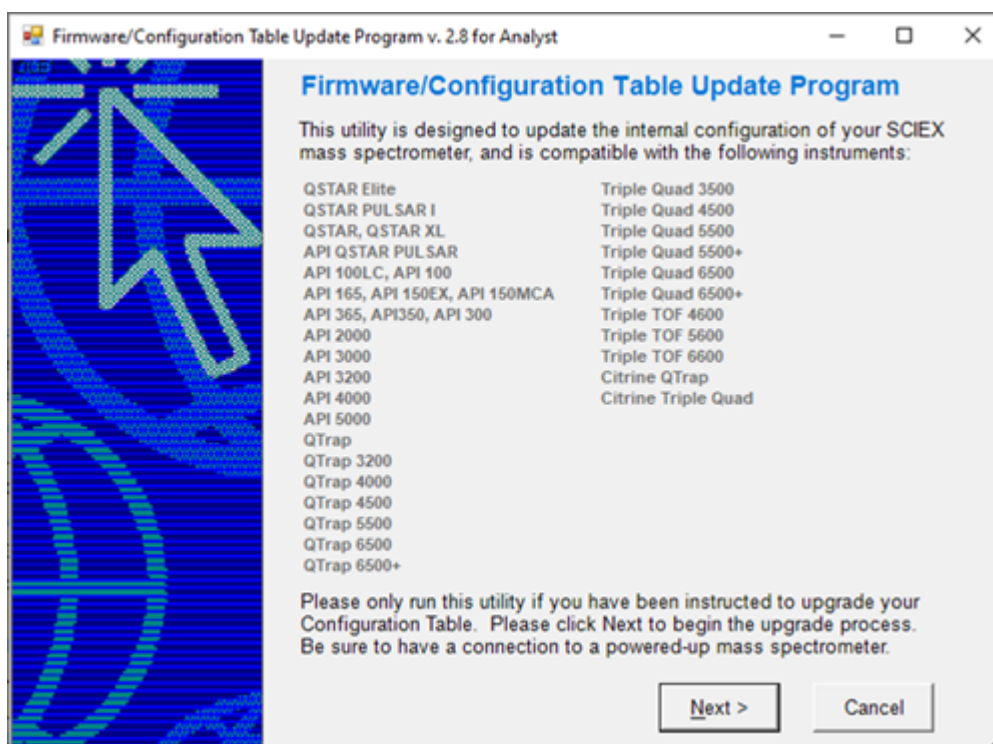 Firmware/Configuration Table Update Program v. 2.8 for Analyst
Firmware/Configuration Table Update Program
This utility is designed to update the internal configuration of your SCIEX
mass spectrometer, and is compatible with the following instruments:
QSTAR Elite
QSTAR PULSAR I
QSTAR, QSTAR XL
API QSTAR PULSAR
API 100LC, API 100
API 165, API 150EX, API 150MCA
API 365, API350, API 300
API 2000
API 3000
API 3200
API 4000
API 5000
QTrap
QTrap 3200
QTrap 4000
QTrap 4500
QTrap 5500
QTrap 6500
QTrap 6500+
Triple Quad 3500
Triple Quad 4500
Triple Quad 5500
Triple Quad 5500+
Triple Quad 6500
Triple Quad 6500+
Triple TOF 4600
Triple TOF 5600
Triple TOF 6600
Citrine QTrap
Citrine Triple Quad
Please only run this utility if you have been instructed to upgrade your
Configuration Table.  Please click Next to begin the upgrade process.
Be sure to have a connection to a powered-up mass spectrometer.
Next >
Cancel